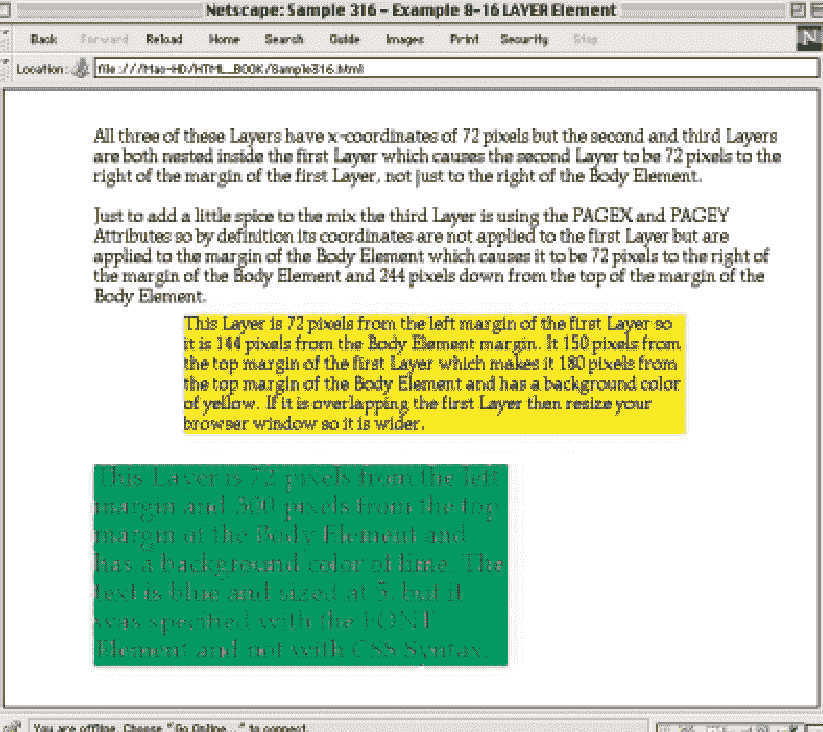 Netscape: Sample 316 - Example 8-16 LAYER Element
Back Forward Reload Home Search Guide Images Print Security Stop
N
Location: file:///Mac-HD/HTML_BOOK/Sample316.html
All three of these Layers have x-coordinates of 72 pixels but the second and third Layers
are both nested inside the first Layer which causes the second Layer to be 72 pixels to the
right of the margin of the first Layer, not just to the right of the Body Element.
Just to add a little spice to the mix the third Layer is using the PAGEX and PAGEY
Attributes so by definition its coordinates are not applied to the first Layer but are
applied to the margin of the Body Element which causes it to be 72 pixels to the right of
the margin of the Body Element and 244 pixels down from the top of the margin of the
Body Element.
This Layer is 72 pixels from the left margin of the first Layer so
it is 144 pixels from the Body Element margin. It 150 pixels from
the top margin of the first Layer which makes it 180 pixels from
the top margin of the Body Element and has a background color
of yellow. If it is overlapping the first Layer then resize your
browser window so it is wider.
This Layer is 72 pixels from the left
margin and 300 pixels from the top
margin of the Body Element and
has a background color of lime. The
text is blue and sized at 5, but it
was specified with the FONT
Element and not with CSS Syntax.
You are offline. Choose "Go Online..." to connect.